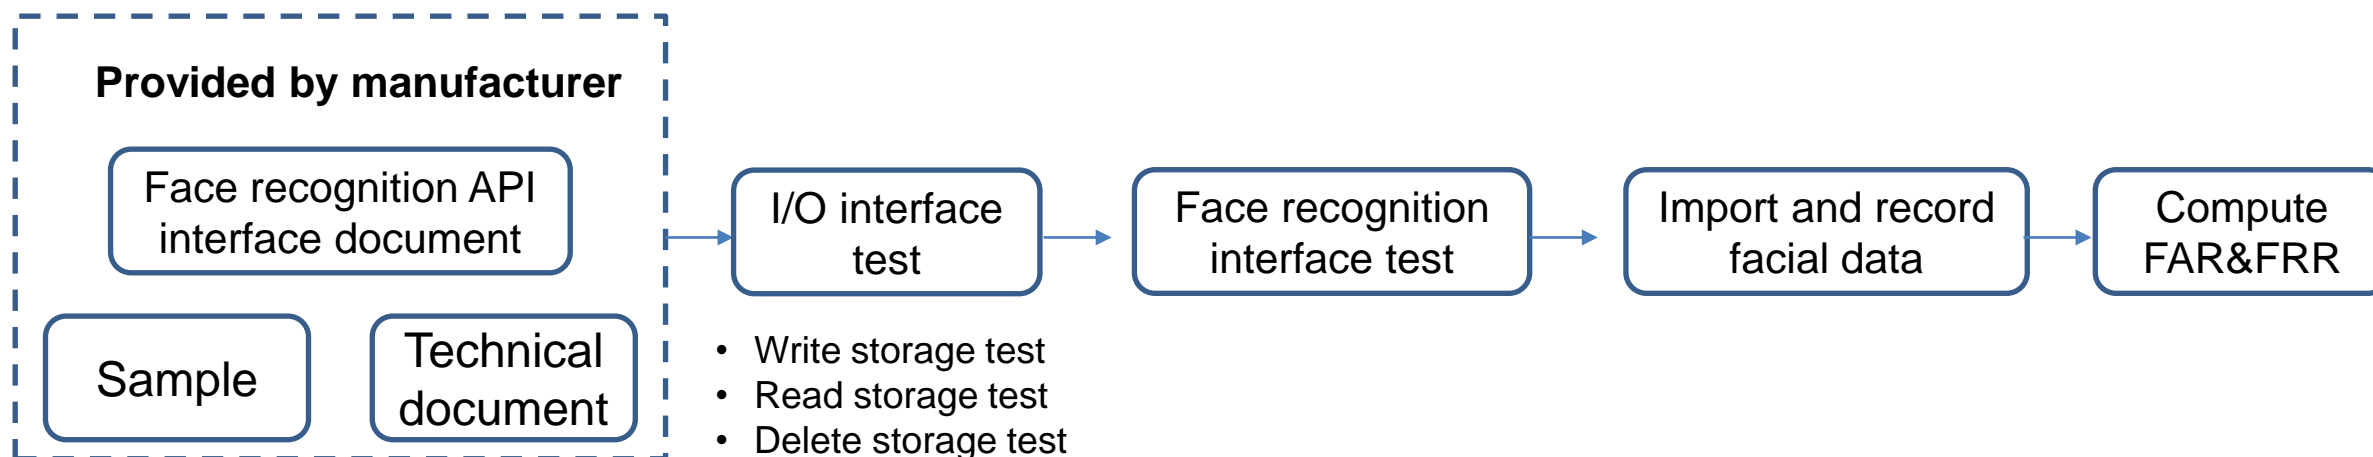 Provided by manufacturer
Face recognition API
interface document
Sample
Technical
document
I/O interface
test
• Write storage test
• Read storage test
• Delete storage test
Face recognition
interface test
Import and record
facial data
Compute
FAR&FRR